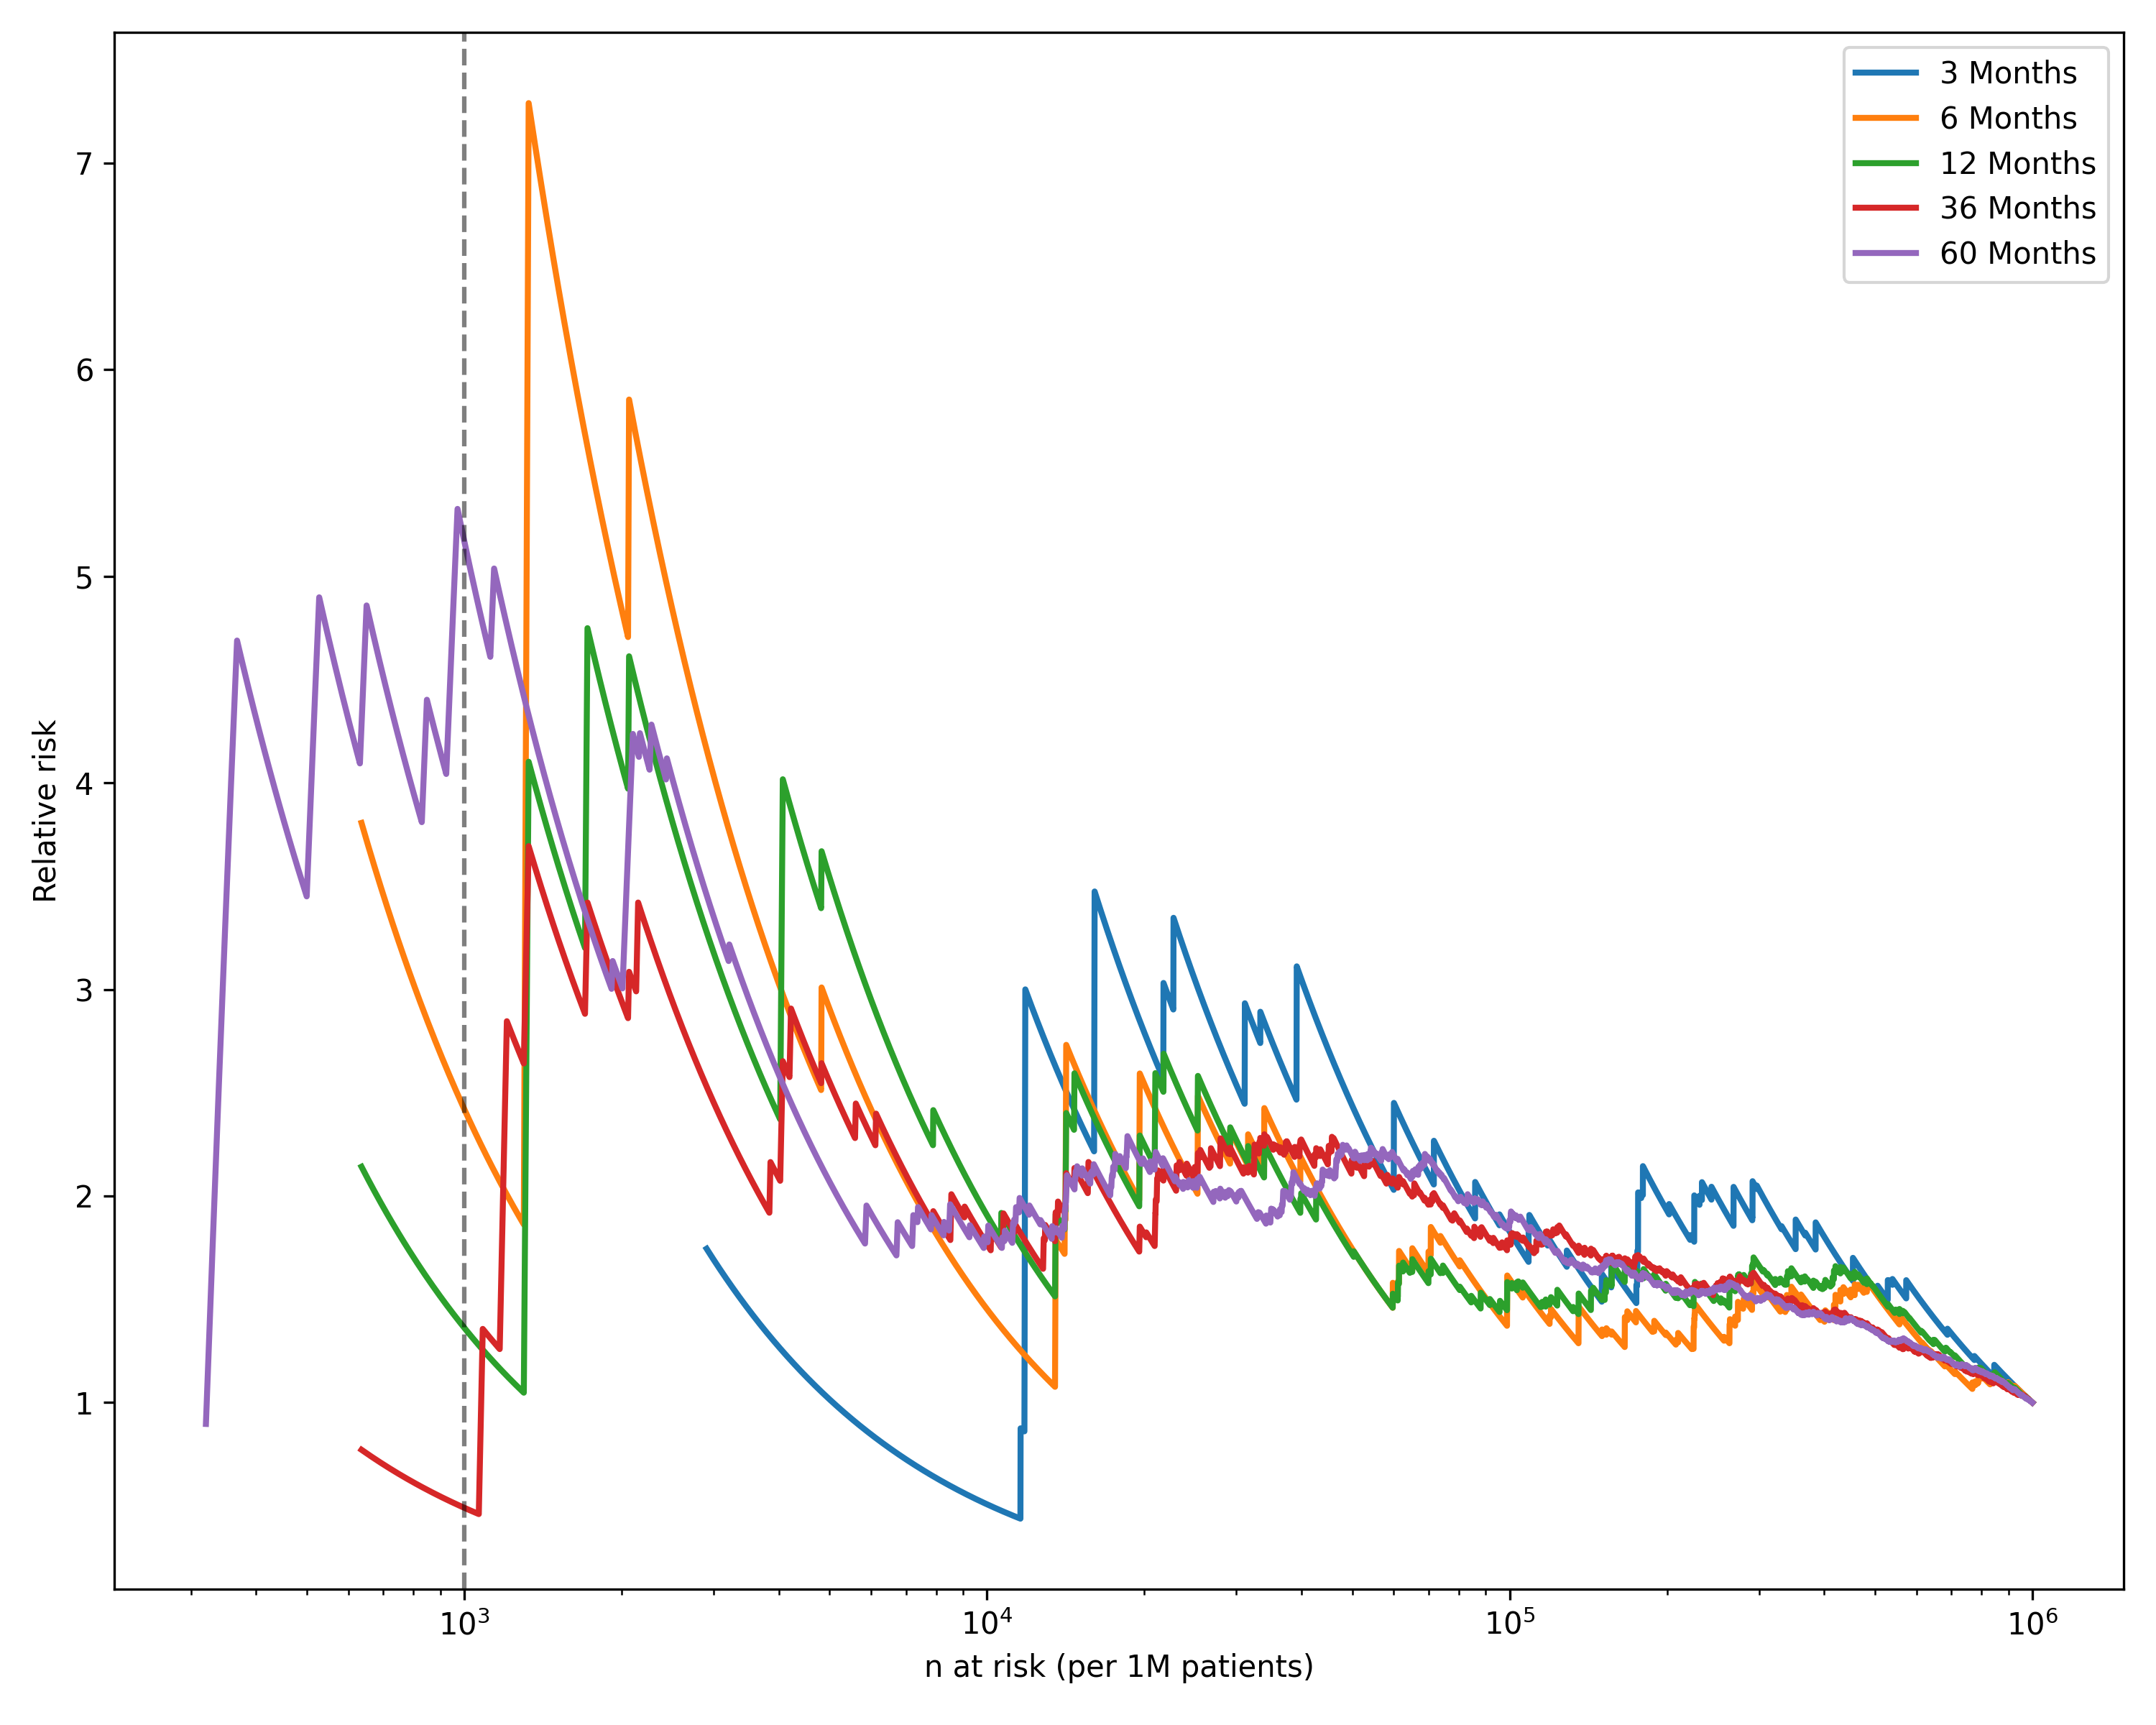 3 Months
6 Months
12 Months
36 Months
60 Months
7
6
5
4
3
2
1
Relative risk
10³ 10⁴ 10⁵ 10⁶
n at risk (per 1M patients)